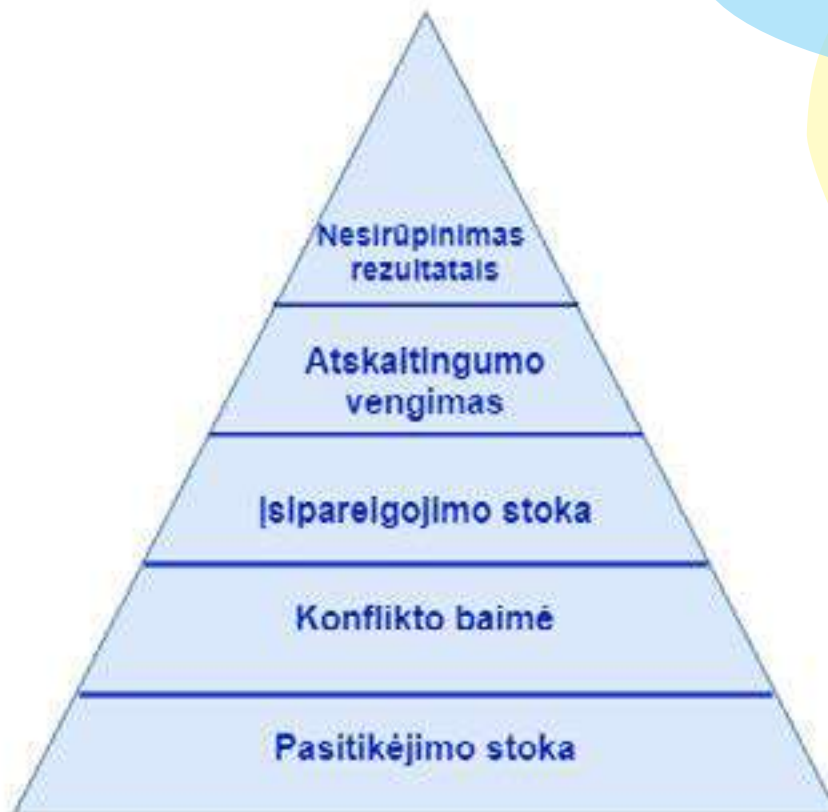 Nesirūpinimas
rezultatais
Atskaitingumo
vengimas
Įsipareigojimo stoka
Konflikto baimė
Pasitikėjimo stoka